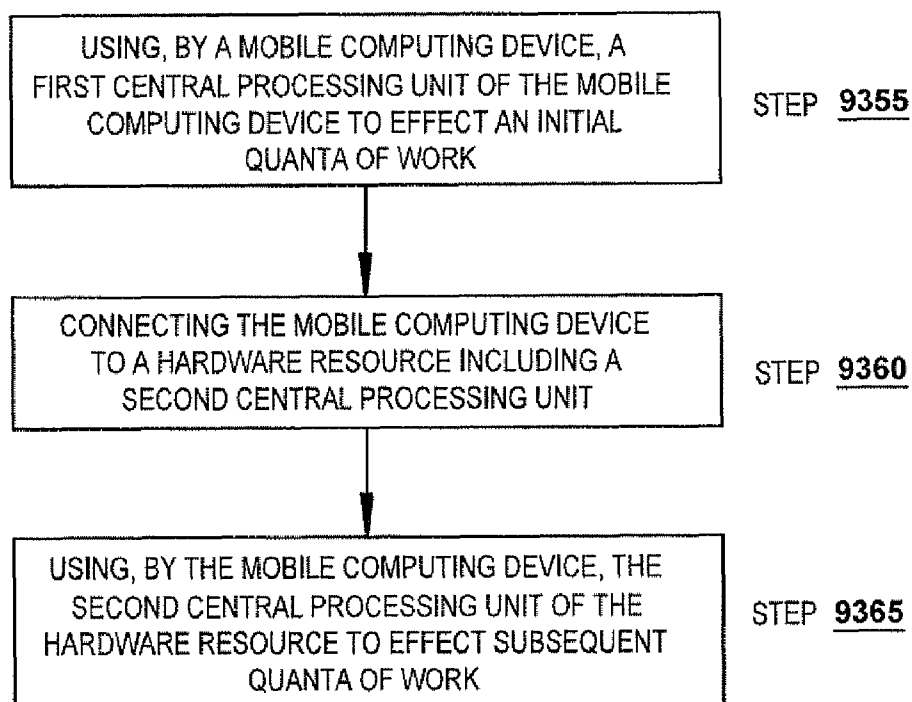 USING, BY A MOBILE COMPUTING DEVICE, A
FIRST CENTRAL PROCESSING UNIT OF THE MOBILE
COMPUTING DEVICE TO EFFECT AN INITIAL
QUANTA OF WORK
STEP 9355
CONNECTING THE MOBILE COMPUTING DEVICE
TO A HARDWARE RESOURCE INCLUDING A
SECOND CENTRAL PROCESSING UNIT
STEP 9360
USING, BY THE MOBILE COMPUTING DEVICE, THE
SECOND CENTRAL PROCESSING UNIT OF THE
HARDWARE RESOURCE TO EFFECT SUBSEQUENT
QUANTA OF WORK
STEP 9365